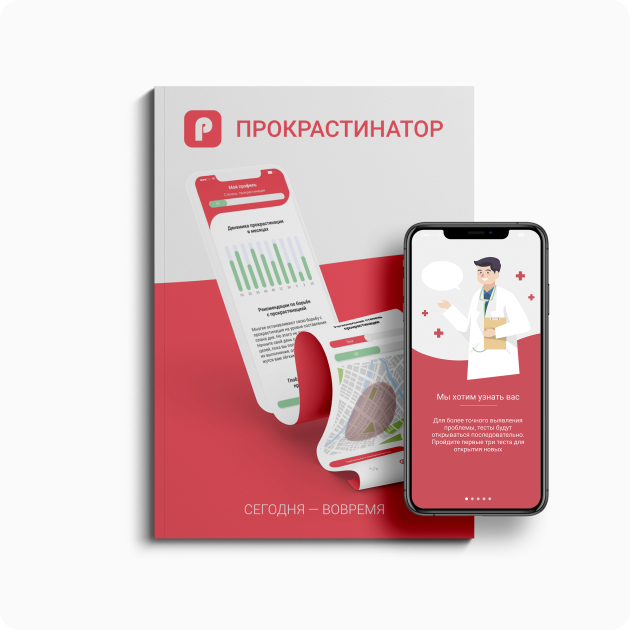 ПРОКРАСТИНАТОР
Мой профиль
Динамика прокрастинации
в месяцах
Рекомендации по борьбе
с прокрастинацией
Мы хотим узнать вас
Для более точного выявления
проблемы, тесты будут
открываться последовательно.
Пройдите первые три теста для
открытия новых
СЕГОДНЯ — ВОВРЕМЯ